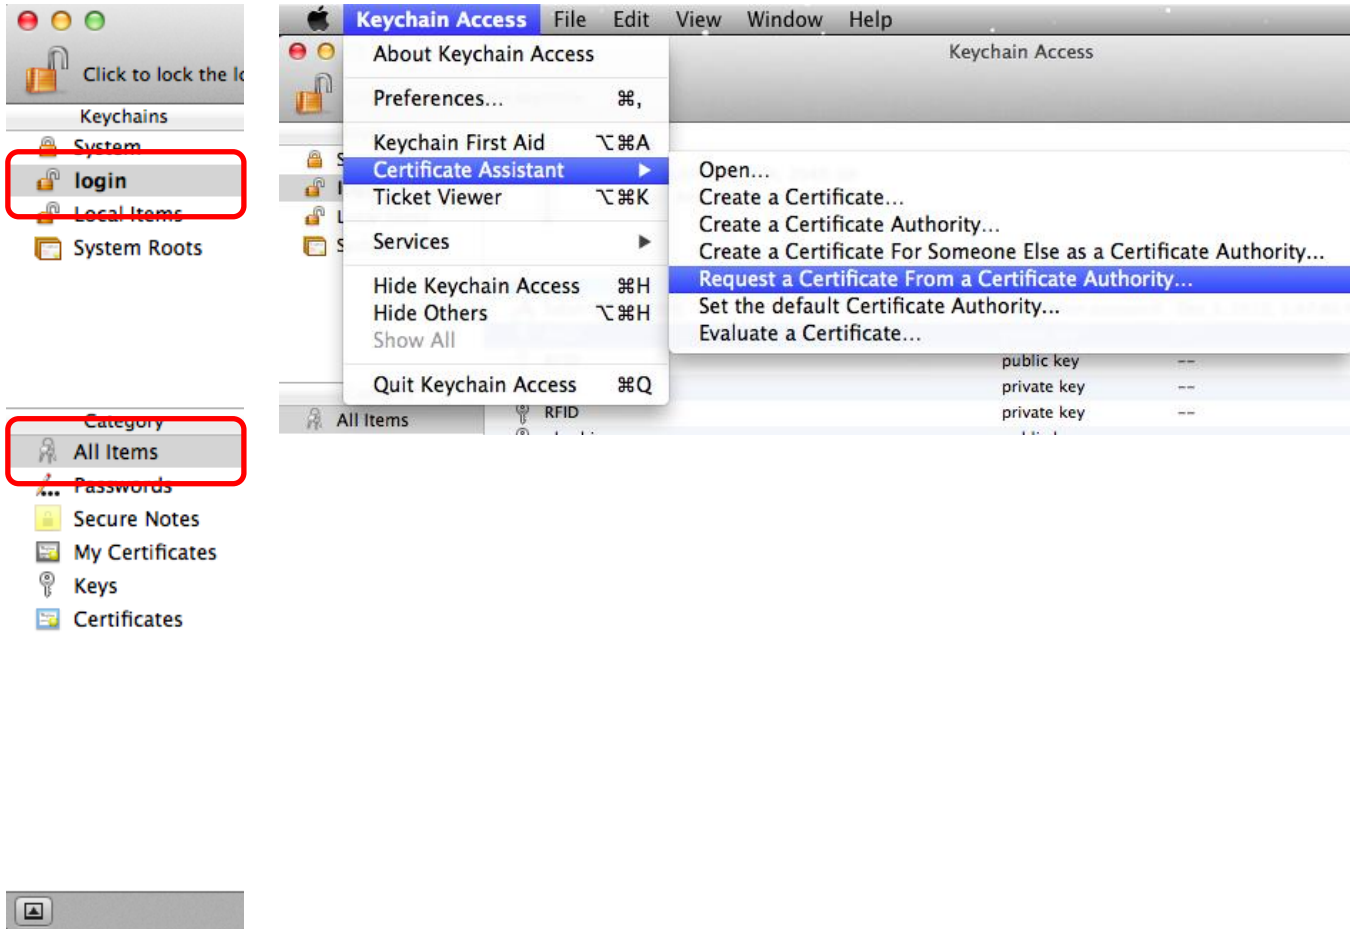 Click to lock the lo
Keychains
System
login
Local Items
System Roots
Category
All Items
Passwords
Secure Notes
My Certificates
Keys
Certificates
Keychain Access File Edit View Window Help
Keychain Access
About Keychain Access
Preferences... ⌘,
Keychain First Aid ⌥⌘A
Certificate Assistant
Ticket Viewer ⌥⌘K
Services
Hide Keychain Access ⌘H
Hide Others ⌥⌘H
Show All
Quit Keychain Access ⌘Q
Open...
Create a Certificate...
Create a Certificate Authority...
Create a Certificate For Someone Else as a Certificate Authority...
Request a Certificate From a Certificate Authority...
Set the default Certificate Authority...
Evaluate a Certificate...
public key --
private key --
RFID private key --
All Items